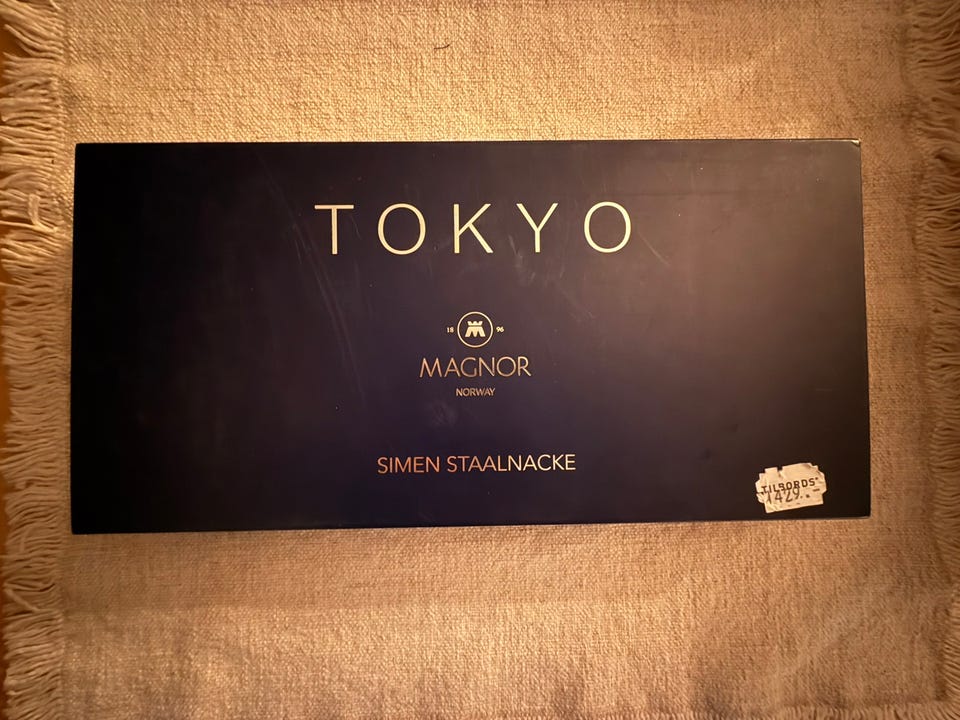 TOKYO
18 96
MAGNOR
NORWAY
SIMEN STAALNACKE
TILBORDS
1429.-